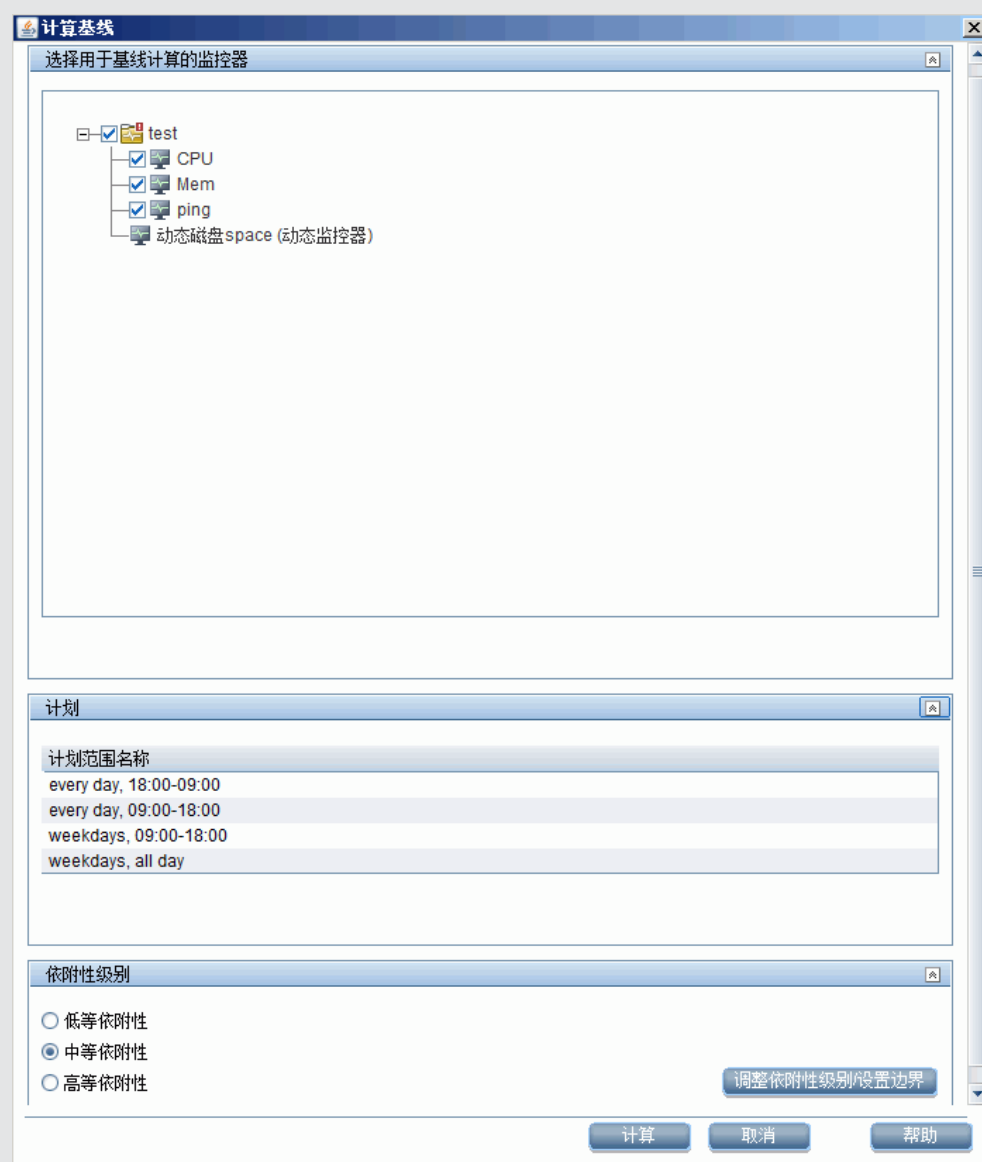 计算基线
选择用于基线计算的监控器
test
CPU
Mem
ping
动态磁盘space (动态监控器)
计划
计划范围名称
every day, 18:00-09:00
every day, 09:00-18:00
weekdays, 09:00-18:00
weekdays, all day
依附性级别
低等依附性
中等依附性
高等依附性
调整依附性级别/设置边界
计算 取消 帮助